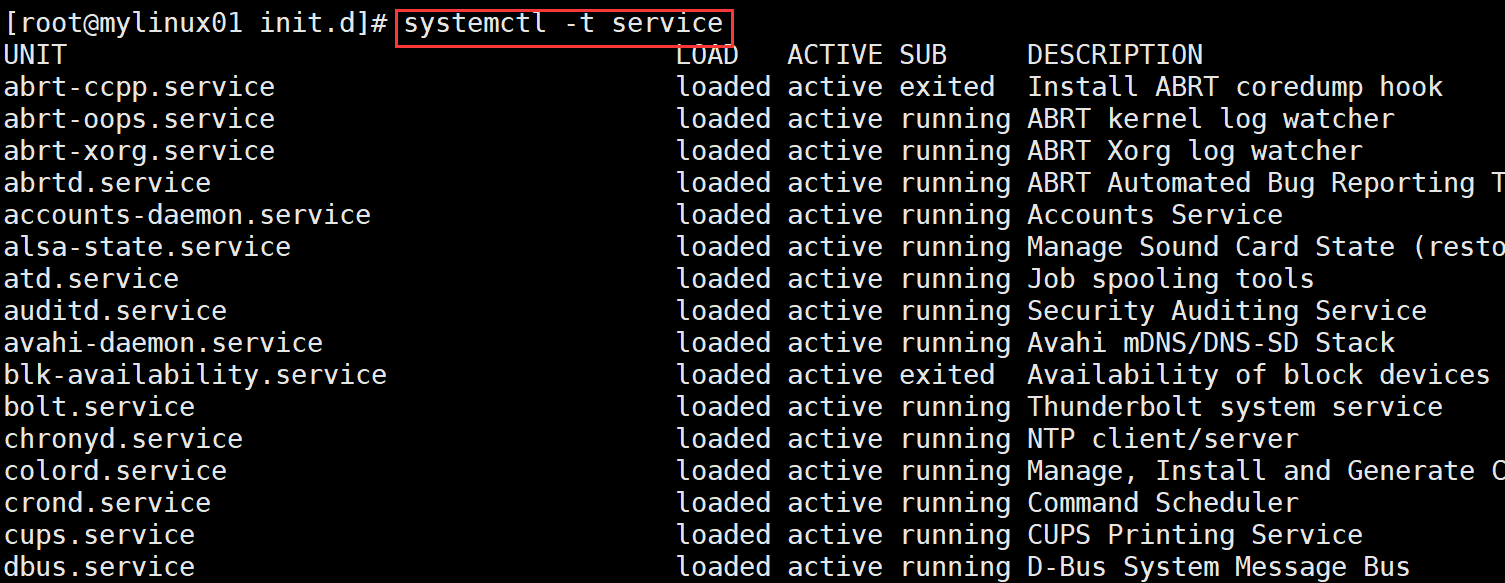 [root@mylinux01 init.d]# systemctl -t service
UNIT LOAD ACTIVE SUB DESCRIPTION
abrt-ccpp.service loaded active exited Install ABRT coredump hook
abrt-oops.service loaded active running ABRT kernel log watcher
abrt-xorg.service loaded active running ABRT Xorg log watcher
abrtd.service loaded active running ABRT Automated Bug Reporting T
accounts-daemon.service loaded active running Accounts Service
alsa-state.service loaded active running Manage Sound Card State (resto
atd.service loaded active running Job spooling tools
auditd.service loaded active running Security Auditing Service
avahi-daemon.service loaded active running Avahi mDNS/DNS-SD Stack
blk-availability.service loaded active exited Availability of block devices
bolt.service loaded active running Thunderbolt system service
chronyd.service loaded active running NTP client/server
colord.service loaded active running Manage, Install and Generate C
crond.service loaded active running Command Scheduler
cups.service loaded active running CUPS Printing Service
dbus.service loaded active running D-Bus System Message Bus